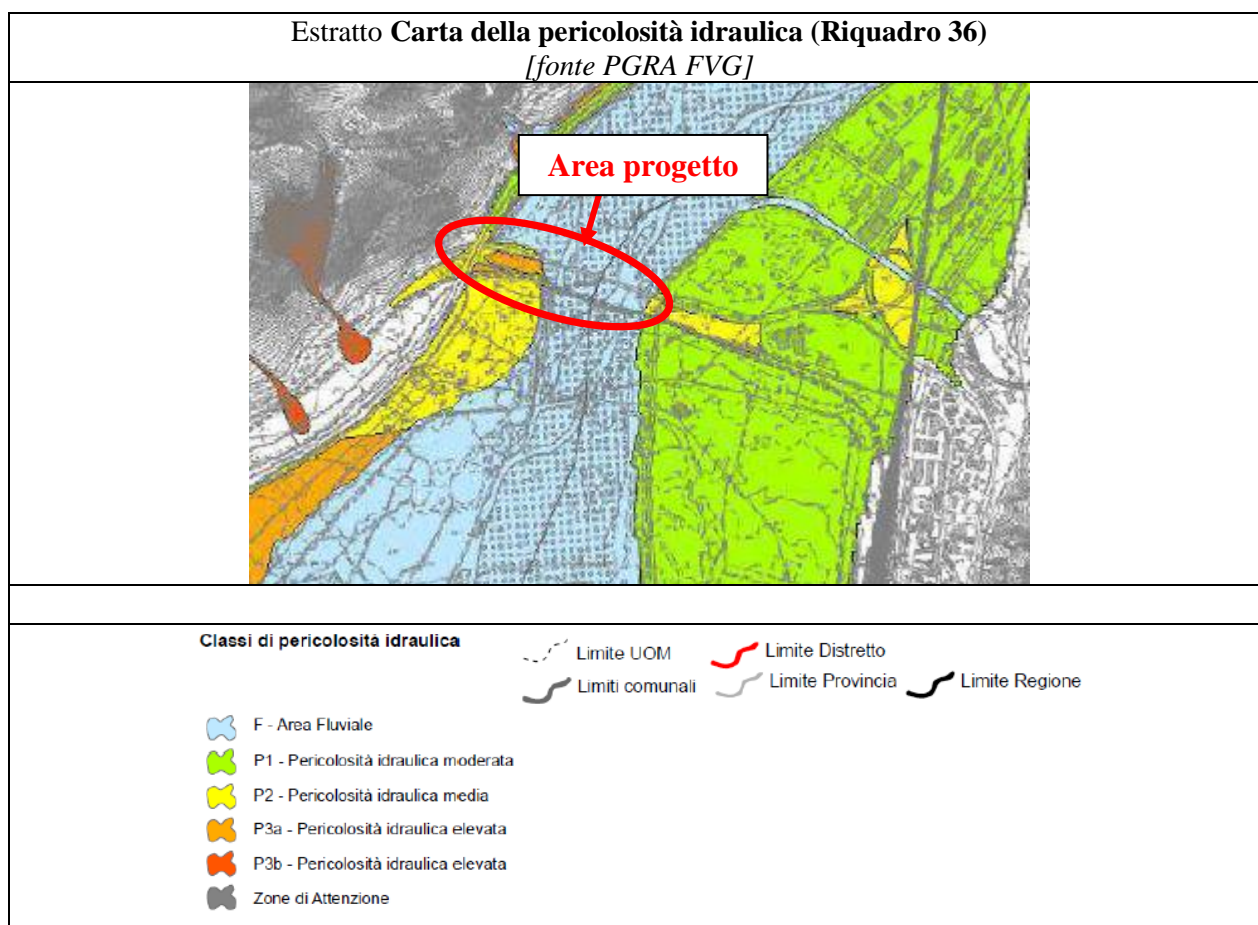 Estratto Carta della pericolosità idraulica (Riquadro 36)
[fonte PGRA FVG]
Area progetto
Classi di pericolosità idraulica
Limite UOM
Limite Distretto
Limiti comunali
Limite Provincia
Limite Regione
F - Area Fluviale
P1 - Pericolosità idraulica moderata
P2 - Pericolosità idraulica media
P3a - Pericolosità idraulica elevata
P3b - Pericolosità idraulica elevata
Zone di Attenzione